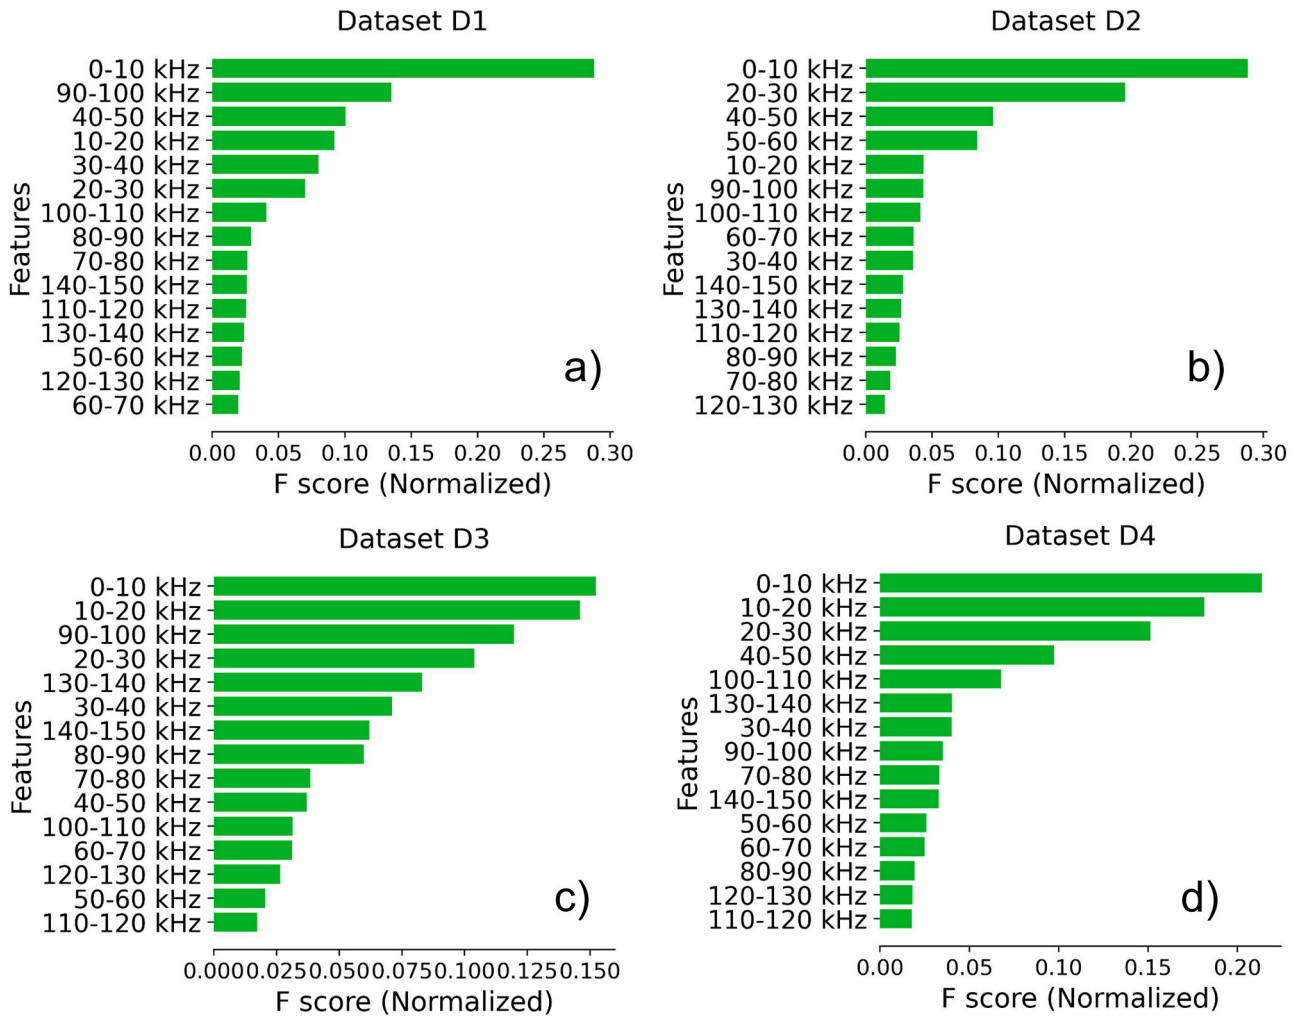 Dataset D1
0-10 kHz
90-100 kHz
40-50 kHz
10-20 kHz
30-40 kHz
20-30 kHz
100-110 kHz
80-90 kHz
70-80 kHz
140-150 kHz
110-120 kHz
130-140 kHz
50-60 kHz
120-130 kHz
60-70 kHz
Features
a)
0.00 0.05 0.10 0.15 0.20 0.25 0.30
F score (Normalized)
Dataset D2
0-10 kHz
20-30 kHz
40-50 kHz
50-60 kHz
10-20 kHz
90-100 kHz
100-110 kHz
60-70 kHz
30-40 kHz
140-150 kHz
130-140 kHz
110-120 kHz
80-90 kHz
70-80 kHz
120-130 kHz
Features
b)
0.00 0.05 0.10 0.15 0.20 0.25 0.30
F score (Normalized)
Dataset D3
0-10 kHz
10-20 kHz
90-100 kHz
20-30 kHz
130-140 kHz
30-40 kHz
140-150 kHz
80-90 kHz
70-80 kHz
40-50 kHz
100-110 kHz
60-70 kHz
120-130 kHz
50-60 kHz
110-120 kHz
Features
c)
0.000 0.025 0.050 0.075 0.100 0.125 0.150
F score (Normalized)
Dataset D4
0-10 kHz
10-20 kHz
20-30 kHz
40-50 kHz
100-110 kHz
130-140 kHz
30-40 kHz
90-100 kHz
70-80 kHz
140-150 kHz
50-60 kHz
60-70 kHz
80-90 kHz
120-130 kHz
110-120 kHz
Features
d)
0.00 0.05 0.10 0.15 0.20
F score (Normalized)